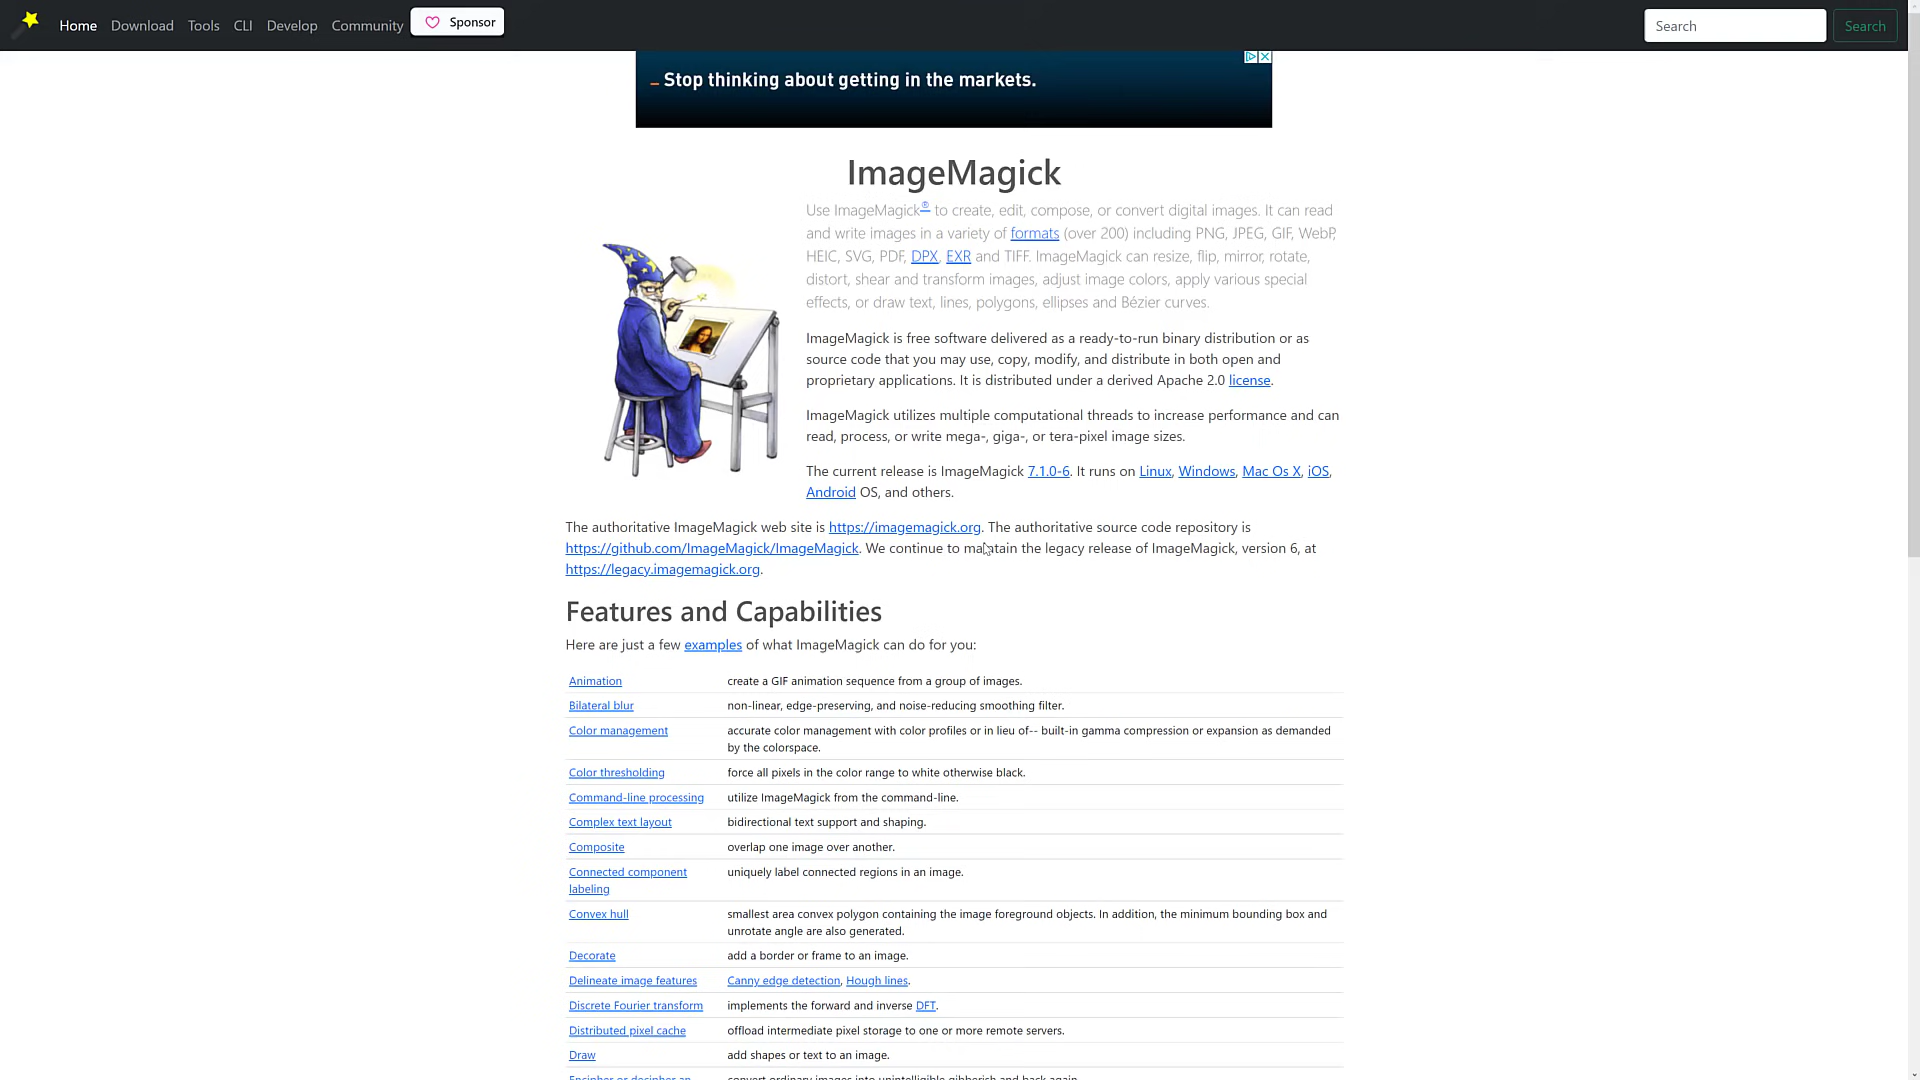 Home Download Tools CLI Develop Community Sponsor Search Search
Stop thinking about getting in the markets.
ImageMagick
Use ImageMagick® to create, edit, compose, or convert digital images. It can read
and write images in a variety of formats (over 200) including PNG, JPEG, GIF, WebP,
HEIC, SVG, PDF, DPX, EXR and TIFF. ImageMagick can resize, flip, mirror, rotate,
distort, shear and transform images, adjust image colors, apply various special
effects, or draw text, lines, polygons, ellipses and Bézier curves.
ImageMagick is free software delivered as a ready-to-run binary distribution or as
source code that you may use, copy, modify, and distribute in both open and
proprietary applications. It is distributed under a derived Apache 2.0 license.
ImageMagick utilizes multiple computational threads to increase performance and can
read, process, or write mega-, giga-, or tera-pixel image sizes.
The current release is ImageMagick 7.1.0-6. It runs on Linux, Windows, Mac Os X, iOS,
Android OS, and others.
The authoritative ImageMagick web site is https://imagemagick.org. The authoritative source code repository is
https://github.com/ImageMagick/ImageMagick. We continue to maintain the legacy release of ImageMagick, version 6, at
https://legacy.imagemagick.org.
Features and Capabilities
Here are just a few examples of what ImageMagick can do for you:
Animation create a GIF animation sequence from a group of images.
Bilateral blur non-linear, edge-preserving, and noise-reducing smoothing filter.
Color management accurate color management with color profiles or in lieu of-- built-in gamma compression or expansion as demanded
by the colorspace.
Color thresholding force all pixels in the color range to white otherwise black.
Command-line processing utilize ImageMagick from the command-line.
Complex text layout bidirectional text support and shaping.
Composite overlap one image over another.
Connected component uniquely label connected regions in an image.
labeling
Convex hull smallest area convex polygon containing the image foreground objects. In addition, the minimum bounding box and
unrotate angle are also generated.
Decorate add a border or frame to an image.
Delineate image features Canny edge detection, Hough lines.
Discrete Fourier transform implements the forward and inverse DFT.
Distributed pixel cache offload intermediate pixel storage to one or more remote servers.
Draw add shapes or text to an image.
Encipher or decipher an convert ordinary images into unintelligible gibberish and back again.